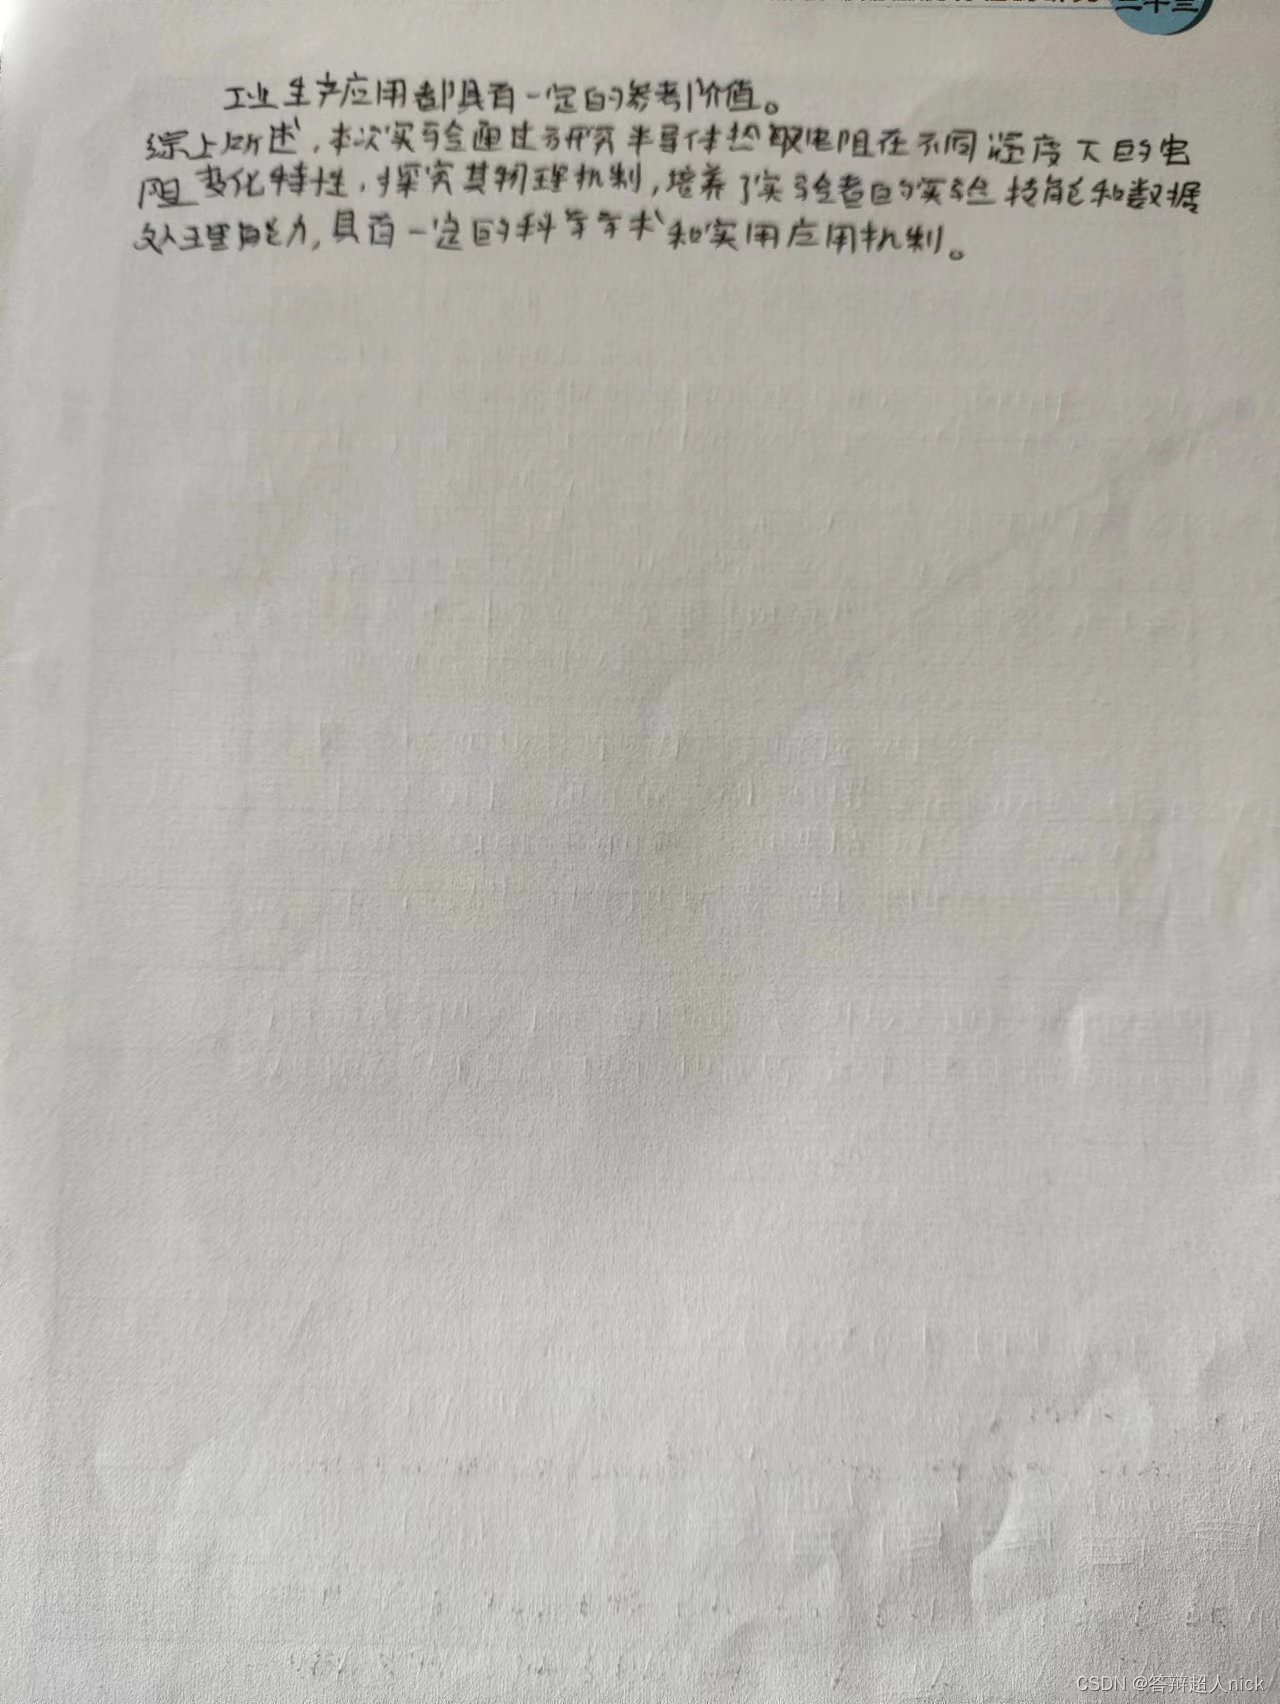 工业生产应用都具有一定的参考价值。
综上所述,本次实验通过研究半导体热敏电阻在不同温度下的电
阻变化特性,探究其物理机制,培养了实验者的实验技能和数据
处理能力,具有一定的科学学术和实用应用机制。
CSDN @答辩超人nick